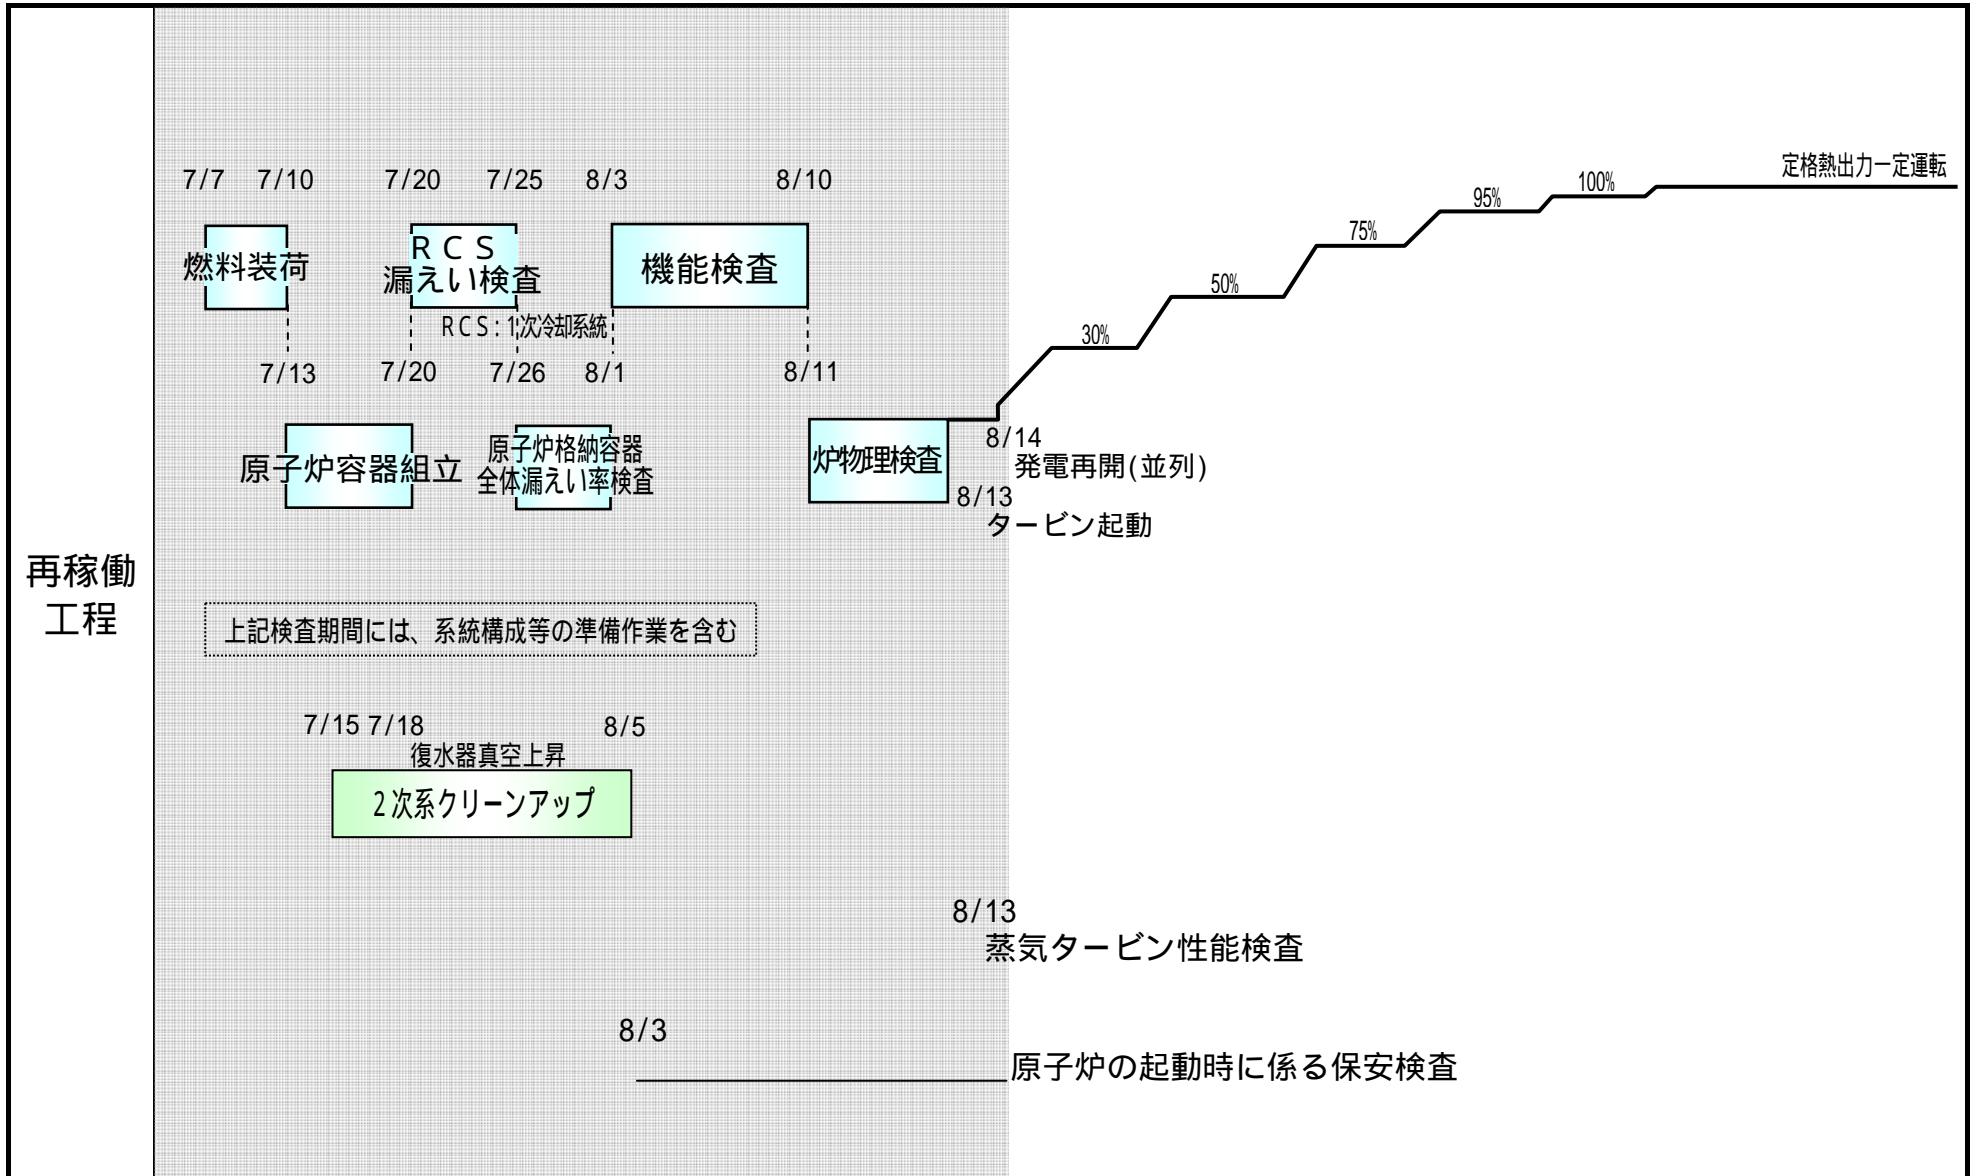 再稼働
工程
7/7 7/10 7/20 7/25 8/3 8/10
燃料装荷
ＲＣＳ
漏えい検査
機能検査
ＲＣＳ：１次冷却系統
7/13 7/20 7/26 8/1 8/11
原子炉容器組立
原子炉格納容器
全体漏えい率検査
炉物理検査
8/14
発電再開(並列)
8/13
タービン起動
30%
50%
75%
95%
100%
定格熱出力一定運転
上記検査期間には、系統構成等の準備作業を含む
7/15 7/18 8/5
復水器真空上昇
２次系クリーンアップ
8/13
蒸気タービン性能検査
8/3
原子炉の起動時に係る保安検査